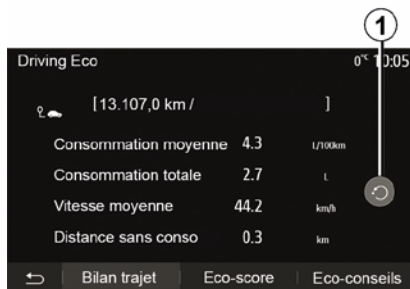 1
Driving Eco 0°C 10:05
[13.107,0 km / ]
Consommation moyenne 4.3 L/100km
Consommation totale 2.7 L
Vitesse moyenne 44.2 km/h
Distance sans conso 0.3 km
Bilan trajet Eco-score Eco-conseils